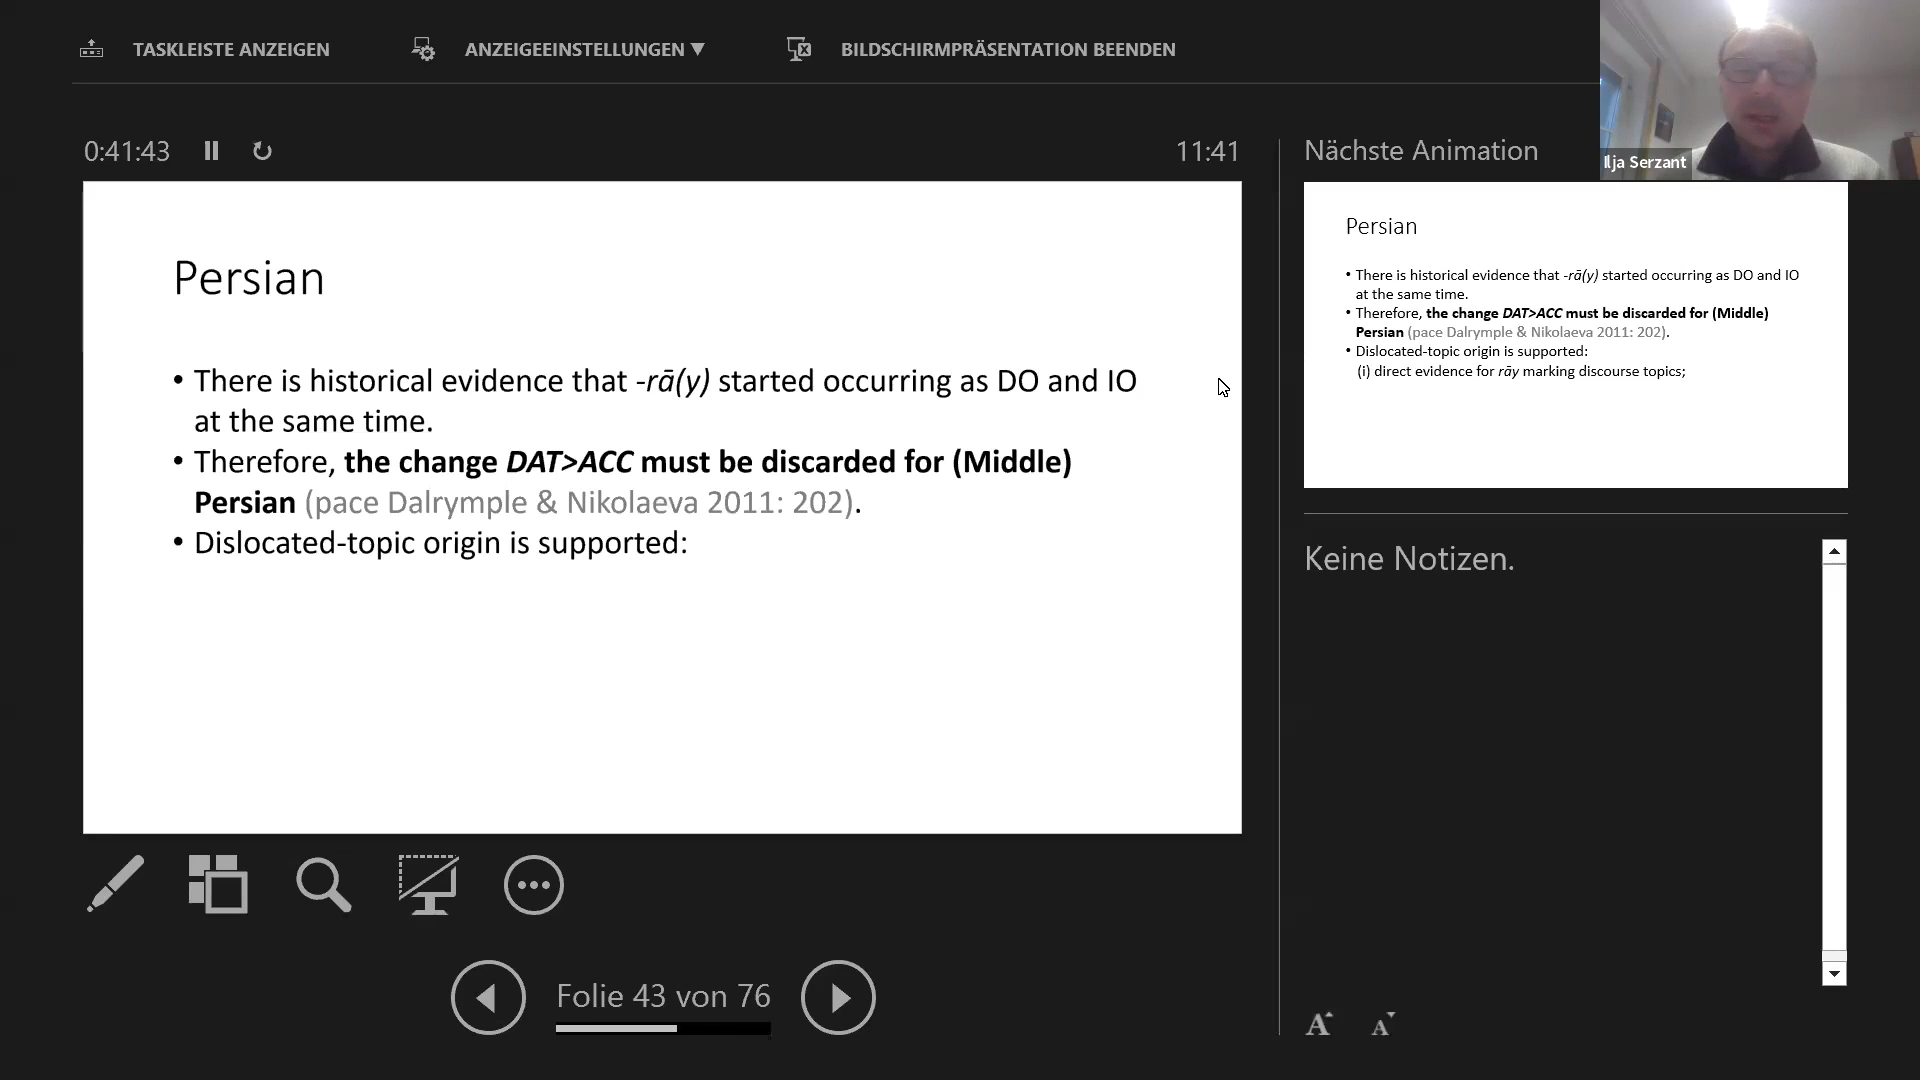 TASKLEISTE ANZEIGEN
ANZEIGEEINSTELLUNGEN ▼
BILDSCHIRMPRÄSENTATION BEENDEN
Ilja Serzant
0:41:43
11:41
Persian
• There is historical evidence that -rā(y) started occurring as DO and IO
at the same time.
• Therefore, the change DAT>ACC must be discarded for (Middle)
Persian (pace Dalrymple & Nikolaeva 2011: 202).
• Dislocated-topic origin is supported:
Folie 43 von 76
Nächste Animation
Persian
• There is historical evidence that -rā(y) started occurring as DO and IO
at the same time.
• Therefore, the change DAT>ACC must be discarded for (Middle)
Persian (pace Dalrymple & Nikolaeva 2011: 202).
• Dislocated-topic origin is supported:
(i) direct evidence for rāy marking discourse topics;
Keine Notizen.
A A